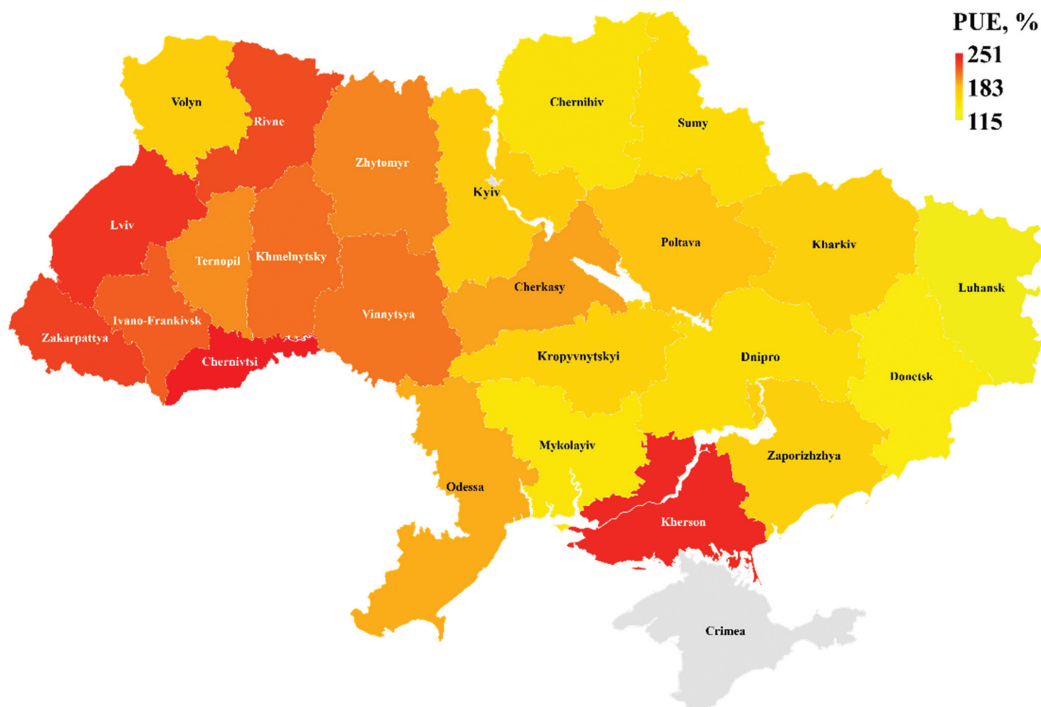 PUE, %
251
183
115
Volyn
Rivne
Chernihiv
Sumy
Zhytomyr
Kyiv
Lviv
Ternopil
Khmelnytsky
Poltava
Kharkiv
Luhansk
Cherkasy
Ivano-Frankivsk
Vinnytsya
Zakarpattya
Chernivtsi
Kropyvnytskyi
Dnipro
Donetsk
Mykolayiv
Zaporizhzhya
Odessa
Kherson
Crimea